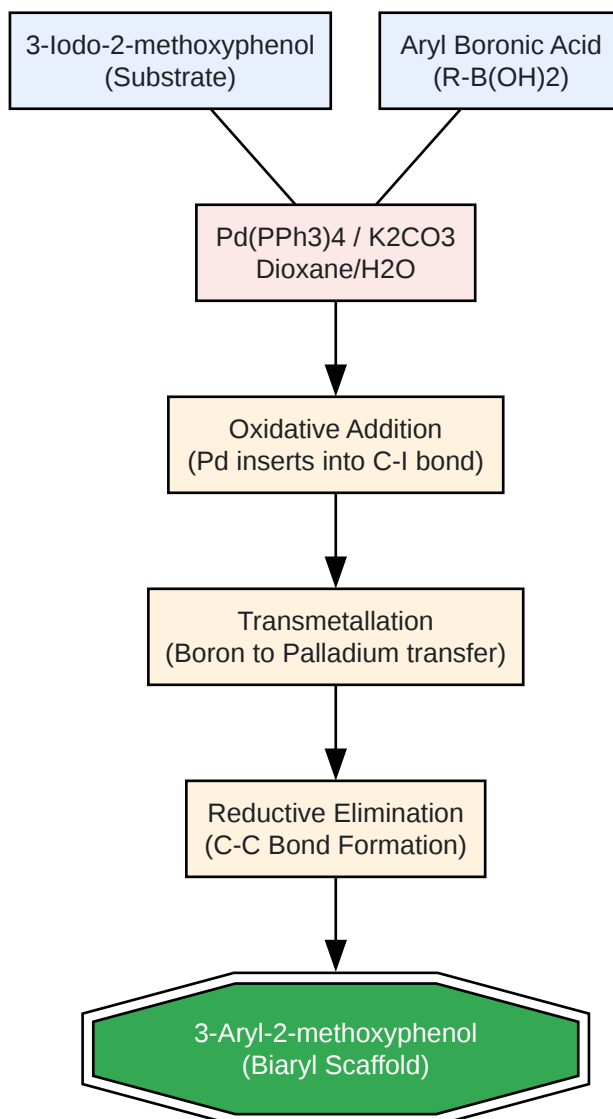 3-Iodo-2-methoxyphenol
(Substrate)
Aryl Boronic Acid
(R-B(OH)2)
Pd(PPh3)4 / K2CO3
Dioxane/H2O
Oxidative Addition
(Pd inserts into C-I bond)
Transmetallation
(Boron to Palladium transfer)
Reductive Elimination
(C-C Bond Formation)
3-Aryl-2-methoxyphenol
(Biaryl Scaffold)